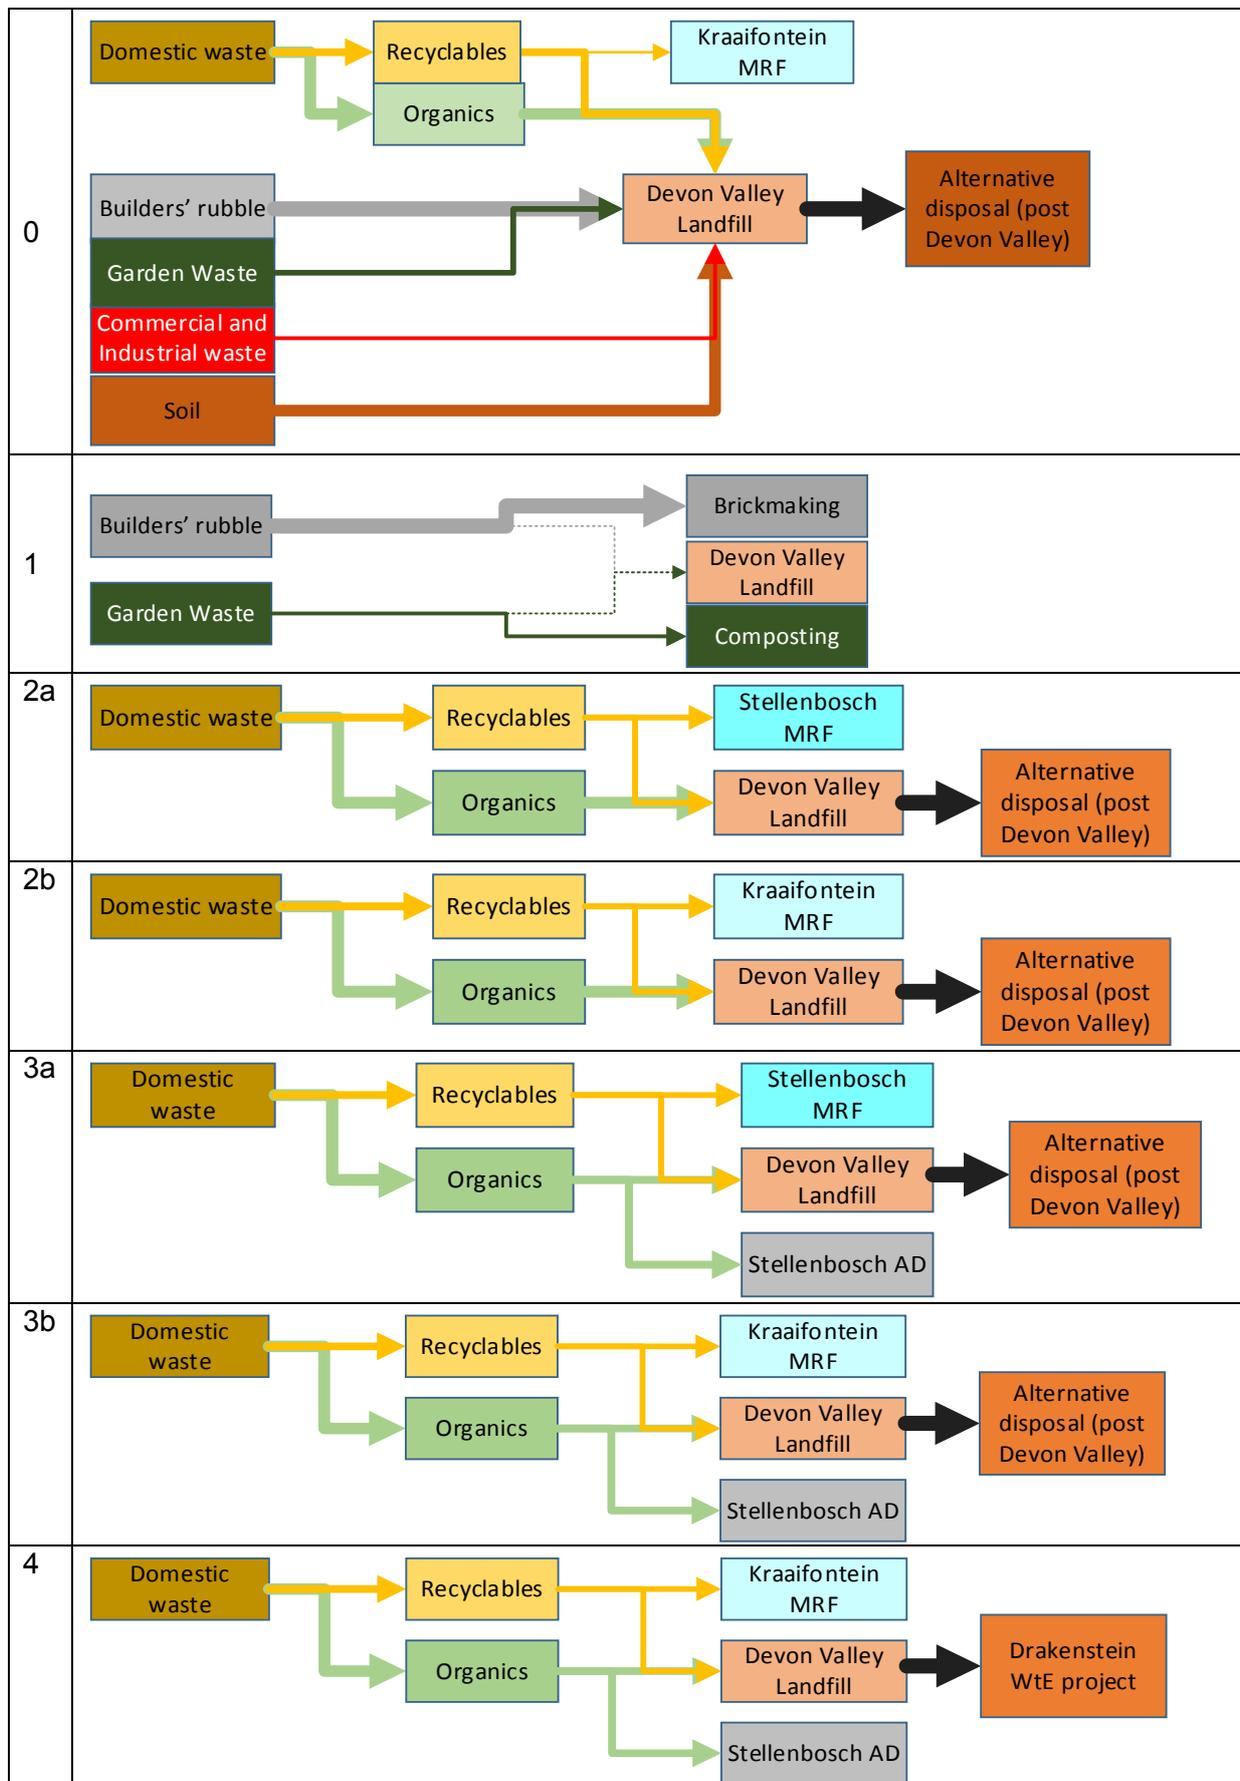 0
Domestic waste
Recyclables
Kraaifontein
MRF
Organics
Builders' rubble
Devon Valley
Landfill
Alternative
disposal (post
Devon Valley)
Garden Waste
Commercial and
Industrial waste
Soil
1
Builders' rubble
Brickmaking
Devon Valley
Landfill
Garden Waste
Composting
2a
Domestic waste
Recyclables
Stellenbosch
MRF
Organics
Devon Valley
Landfill
Alternative
disposal (post
Devon Valley)
2b
Domestic waste
Recyclables
Kraaifontein
MRF
Organics
Devon Valley
Landfill
Alternative
disposal (post
Devon Valley)
3a
Domestic
waste
Recyclables
Stellenbosch
MRF
Organics
Devon Valley
Landfill
Alternative
disposal (post
Devon Valley)
Stellenbosch AD
3b
Domestic
waste
Recyclables
Kraaifontein
MRF
Organics
Devon Valley
Landfill
Alternative
disposal (post
Devon Valley)
Stellenbosch AD
4
Domestic
waste
Recyclables
Kraaifontein
MRF
Organics
Devon Valley
Landfill
Drakenstein
WtE project
Stellenbosch AD